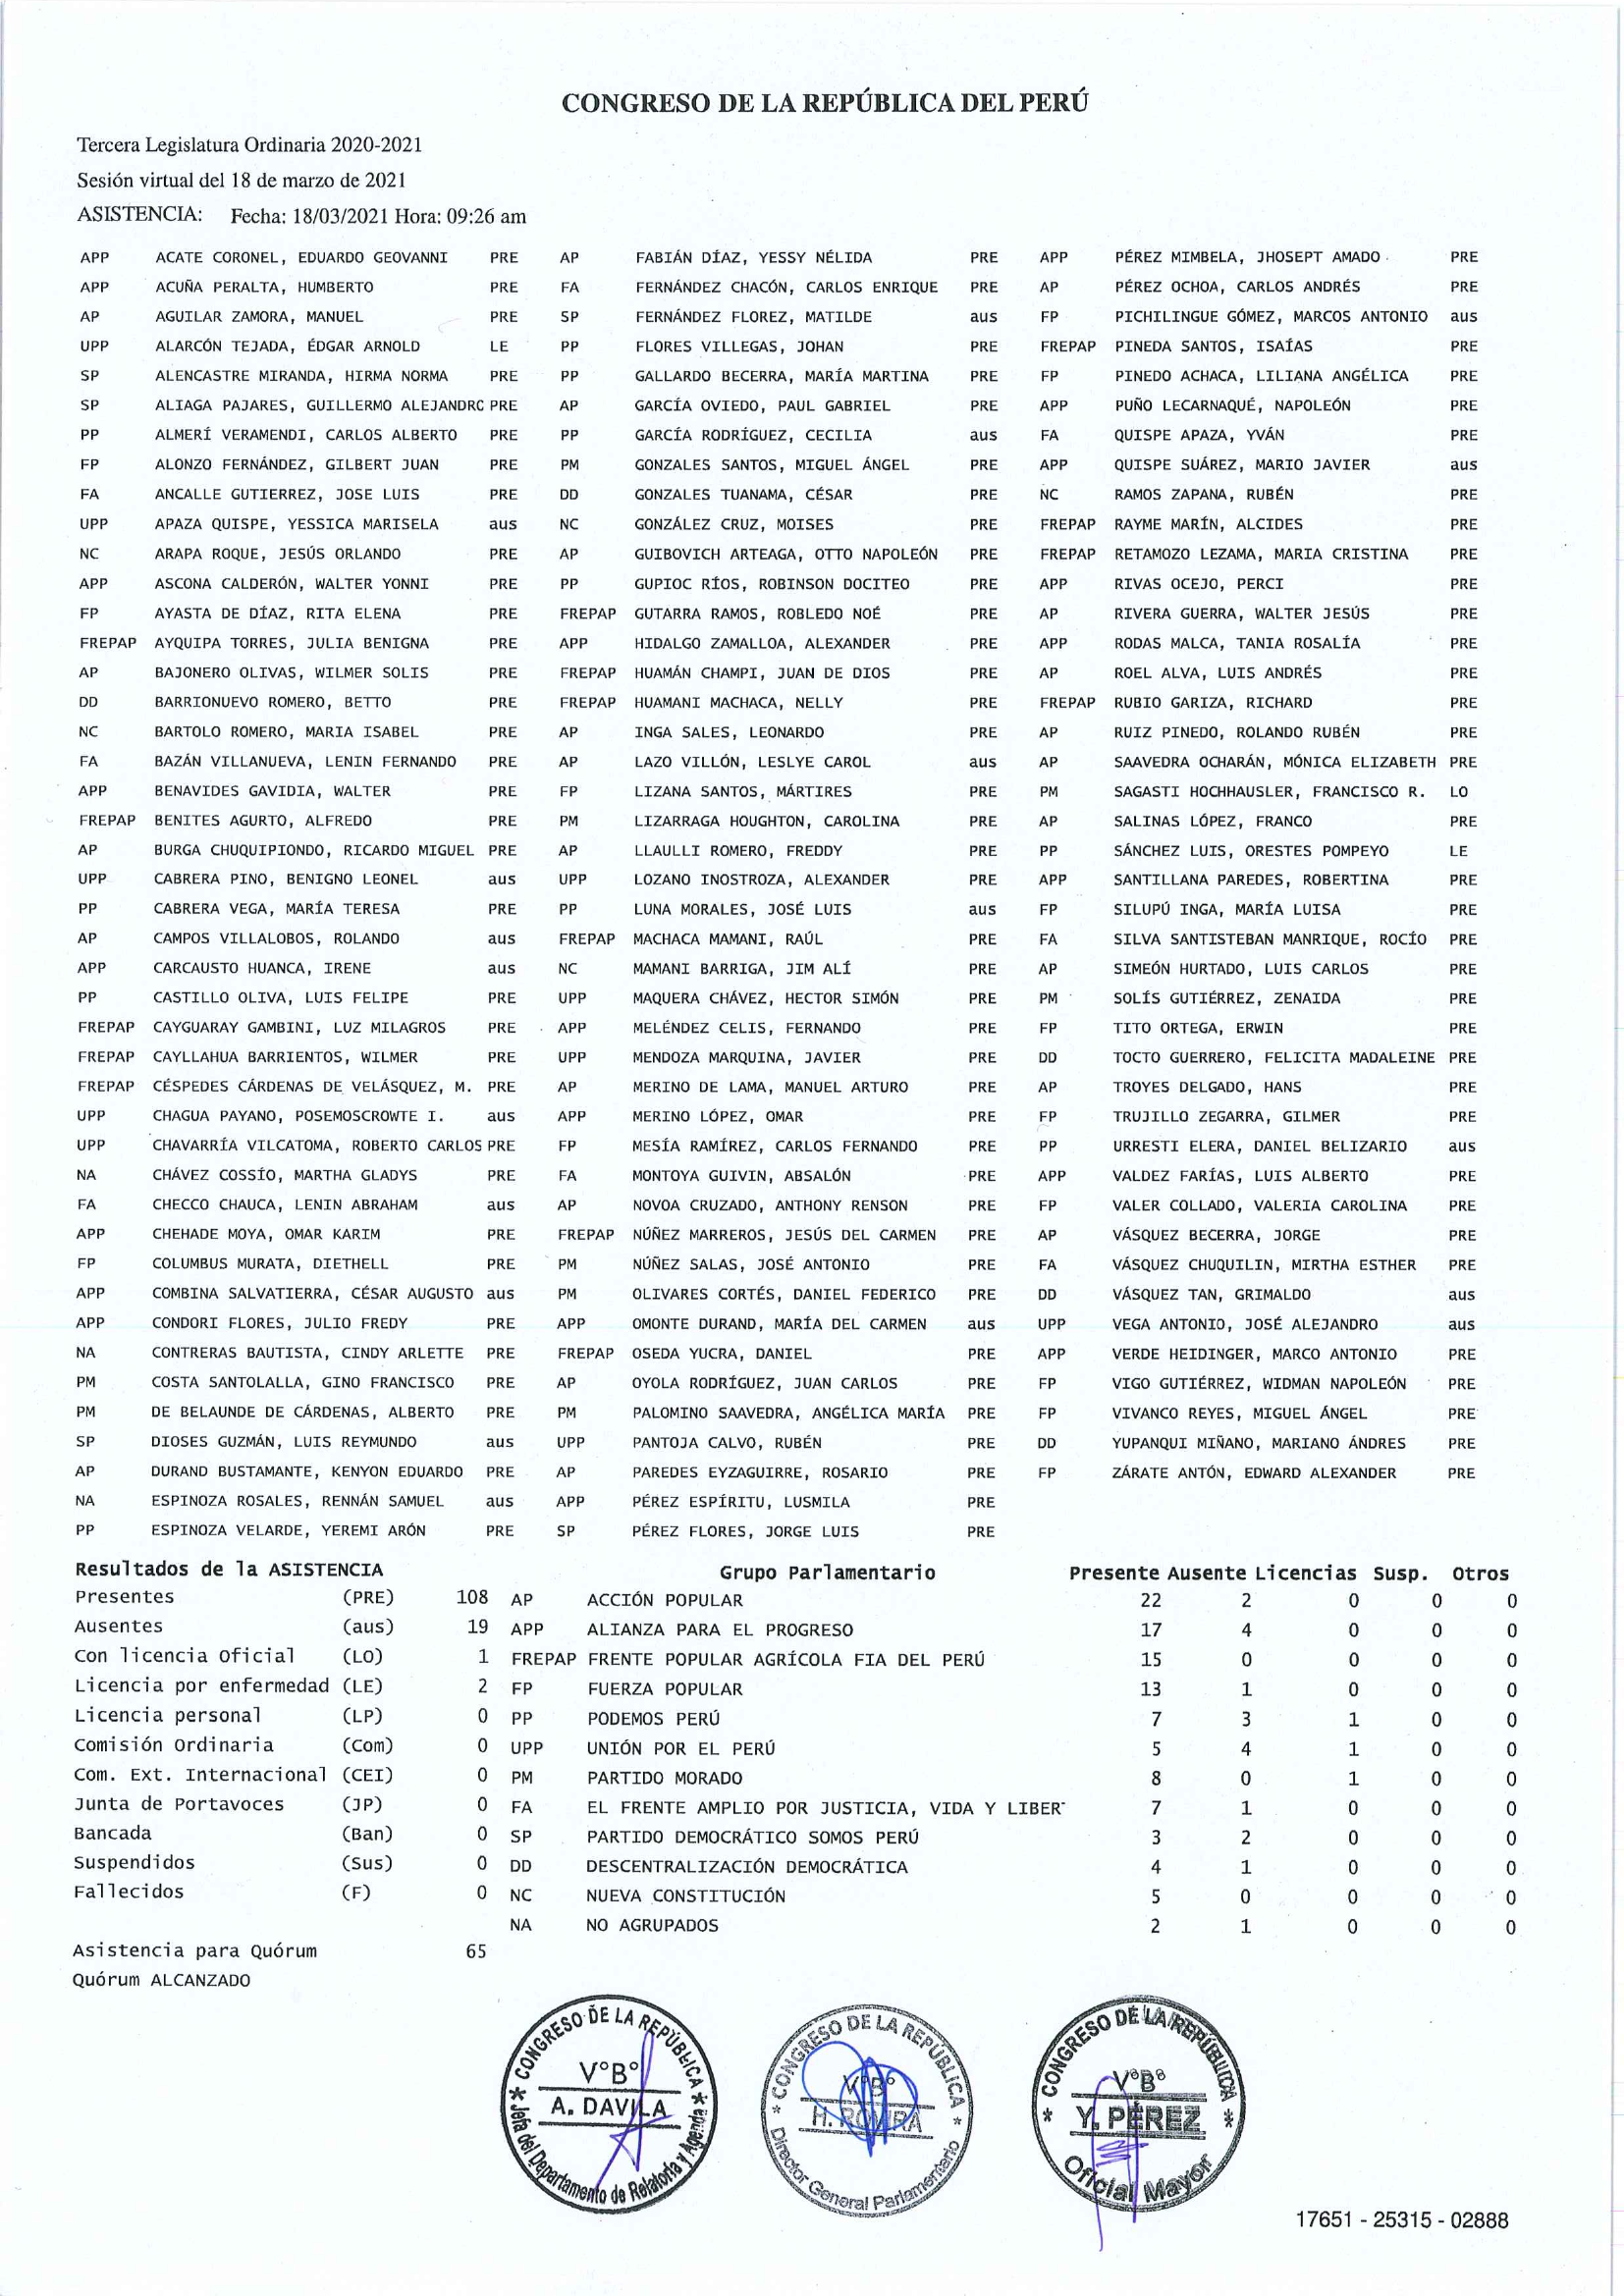 CONGRESO DE LA REPÚBLICA DEL PERÚ
Tercera Legislatura Ordinaria 2020-2021
Sesión virtual del 18 de marzo de 2021
ASISTENCIA: Fecha: 18/03/2021 Hora: 09:26 am
APP ACATE CORONEL, EDUARDO GEOVANNI PRE AP FABIÁN DÍAZ, YESSY NÉLIDA PRE APP PÉREZ MIMBELA, JHOSEPT AMADO PRE
APP ACUÑA PERALTA, HUMBERTO PRE FA FERNÁNDEZ CHACÓN, CARLOS ENRIQUE PRE AP PÉREZ OCHOA, CARLOS ANDRÉS PRE
AP AGUILAR ZAMORA, MANUEL PRE SP FERNÁNDEZ FLOREZ, MATILDE aus FP PICHILINGUE GÓMEZ, MARCOS ANTONIO aus
UPP ALARCÓN TEJADA, ÉDGAR ARNOLD LE PP FLORES VILLEGAS, JOHAN PRE FREPAP PINEDA SANTOS, ISAÍAS PRE
SP ALENCASTRE MIRANDA, HIRMA NORMA PRE PP GALLARDO BECERRA, MARÍA MARTINA PRE FP PINEDO ACHACA, LILIANA ANGÉLICA PRE
SP ALIAGA PAJARES, GUILLERMO ALEJANDRO PRE AP GARCÍA OVIEDO, PAUL GABRIEL PRE APP PUÑO LECARNAQUÉ, NAPOLEÓN PRE
PP ALMERÍ VERAMENDI, CARLOS ALBERTO PRE PP GARCÍA RODRÍGUEZ, CECILIA aus FA QUISPE APAZA, YVÁN PRE
FP ALONZO FERNÁNDEZ, GILBERT JUAN PRE PM GONZALES SANTOS, MIGUEL ÁNGEL PRE APP QUISPE SUÁREZ, MARIO JAVIER aus
FA ANCALLE GUTIERREZ, JOSE LUIS PRE DD GONZALES TUANAMA, CÉSAR PRE NC RAMOS ZAPANA, RUBÉN PRE
UPP APAZA QUISPE, YESSICA MARISELA aus NC GONZÁLEZ CRUZ, MOISES PRE FREPAP RAYME MARÍN, ALCIDES PRE
NC ARAPA ROQUE, JESÚS ORLANDO PRE AP GUIBOVICH ARTEAGA, OTTO NAPOLEÓN PRE FREPAP RETAMOZO LEZAMA, MARIA CRISTINA PRE
APP ASCONA CALDERÓN, WALTER YONNI PRE PP GUPIOC RÍOS, ROBINSON DOCITEO PRE APP RIVAS OCEJO, PERCI PRE
FP AYASTA DE DÍAZ, RITA ELENA PRE FREPAP GUTARRA RAMOS, ROBLEDO NOÉ PRE AP RIVERA GUERRA, WALTER JESÚS PRE
FREPAP AYQUIPA TORRES, JULIA BENIGNA PRE APP HIDALGO ZAMALLOA, ALEXANDER PRE APP RODAS MALCA, TANIA ROSALÍA PRE
AP BAJONERO OLIVAS, WILMER SOLIS PRE FREPAP HUAMÁN CHAMPI, JUAN DE DIOS PRE AP ROEL ALVA, LUIS ANDRÉS PRE
DD BARRIONUEVO ROMERO, BETTO PRE FREPAP HUAMANI MACHACA, NELLY PRE FREPAP RUBIO GARIZA, RICHARD PRE
NC BARTOLO ROMERO, MARIA ISABEL PRE AP INGA SALES, LEONARDO PRE AP RUIZ PINEDO, ROLANDO RUBÉN PRE
FA BAZÁN VILLANUEVA, LENIN FERNANDO PRE AP LAZO VILLÓN, LESLYE CAROL aus AP SAAVEDRA OCHARÁN, MÓNICA ELIZABETH PRE
APP BENAVIDES GAVIDIA, WALTER PRE FP LIZANA SANTOS, MÁRTIRES PRE PM SAGASTI HOCHHAUSLER, FRANCISCO R. LO
FREPAP BENITES AGURTO, ALFREDO PRE PM LIZARRAGA HOUGHTON, CAROLINA PRE AP SALINAS LÓPEZ, FRANCO PRE
AP BURGA CHUQUIPIONDO, RICARDO MIGUEL PRE AP LLAULLI ROMERO, FREDDY PRE PP SÁNCHEZ LUIS, ORESTES POMPEYO LE
UPP CABRERA PINO, BENIGNO LEONEL aus UPP LOZANO INOSTROZA, ALEXANDER PRE APP SANTILLANA PAREDES, ROBERTINA PRE
PP CABRERA VEGA, MARÍA TERESA PRE PP LUNA MORALES, JOSÉ LUIS aus FP SILUPÚ INGA, MARÍA LUISA PRE
AP CAMPOS VILLALOBOS, ROLANDO aus FREPAP MACHACA MAMANI, RAÚL PRE FA SILVA SANTISTEBAN MANRIQUE, ROCÍO PRE
APP CARCAUSTO HUANCA, IRENE aus NC MAMANI BARRIGA, JIM ALÍ PRE AP SIMEÓN HURTADO, LUIS CARLOS PRE
PP CASTILLO OLIVA, LUIS FELIPE PRE UPP MAQUERA CHÁVEZ, HECTOR SIMÓN PRE PM SOLÍS GUTIÉRREZ, ZENAIDA PRE
FREPAP CAYGUARAY GAMBINI, LUZ MILAGROS PRE APP MELÉNDEZ CELIS, FERNANDO PRE FP TITO ORTEGA, ERWIN PRE
FREPAP CAYLLAHUA BARRIENTOS, WILMER PRE UPP MENDOZA MARQUINA, JAVIER PRE DD TOCTO GUERRERO, FELICITA MADALEINE PRE
FREPAP CÉSPEDES CÁRDENAS DE VELÁSQUEZ, M. PRE AP MERINO DE LAMA, MANUEL ARTURO PRE AP TROYES DELGADO, HANS PRE
UPP CHAGUA PAYANO, POSEMOSCROWTE I. aus APP MERINO LÓPEZ, OMAR PRE FP TRUJILLO ZEGARRA, GILMER PRE
UPP CHAVARRÍA VILCATOMA, ROBERTO CARLOS PRE FP MESÍA RAMÍREZ, CARLOS FERNANDO PRE PP URRESTI ELERA, DANIEL BELIZARIO aus
NA CHÁVEZ COSSÍO, MARTHA GLADYS PRE FA MONTOYA GUIVIN, ABSALÓN PRE APP VALDEZ FARÍAS, LUIS ALBERTO PRE
FA CHECCO CHAUCA, LENIN ABRAHAM aus AP NOVOA CRUZADO, ANTHONY RENSON PRE FP VALER COLLADO, VALERIA CAROLINA PRE
APP CHEHADE MOYA, OMAR KARIM PRE FREPAP NÚÑEZ MARREROS, JESÚS DEL CARMEN PRE AP VÁSQUEZ BECERRA, JORGE PRE
FP COLUMBUS MURATA, DIETHELL PRE PM NÚÑEZ SALAS, JOSÉ ANTONIO PRE FA VÁSQUEZ CHUQUILIN, MIRTHA ESTHER PRE
APP COMBINA SALVATIERRA, CÉSAR AUGUSTO aus PM OLIVARES CORTÉS, DANIEL FEDERICO PRE DD VÁSQUEZ TAN, GRIMALDO aus
APP CONDORI FLORES, JULIO FREDY PRE APP OMONTE DURAND, MARÍA DEL CARMEN aus UPP VEGA ANTONIO, JOSÉ ALEJANDRO aus
NA CONTRERAS BAUTISTA, CINDY ARLETTE PRE FREPAP OSEDA YUCRA, DANIEL PRE APP VERDE HEIDINGER, MARCO ANTONIO PRE
PM COSTA SANTOLALLA, GINO FRANCISCO PRE AP OYOLA RODRÍGUEZ, JUAN CARLOS PRE FP VIGO GUTIÉRREZ, WIDMAN NAPOLEÓN PRE
PM DE BELAUNDE DE CÁRDENAS, ALBERTO PRE PM PALOMINO SAAVEDRA, ANGÉLICA MARÍA PRE FP VIVANCO REYES, MIGUEL ÁNGEL PRE
SP DIOSES GUZMÁN, LUIS REYMUNDO aus UPP PANTOJA CALVO, RUBÉN PRE DD YUPANQUI MIÑANO, MARIANO ÁNDRES PRE
AP DURAND BUSTAMANTE, KENYON EDUARDO PRE AP PAREDES EYZAGUIRRE, ROSARIO PRE FP ZÁRATE ANTÓN, EDWARD ALEXANDER PRE
NA ESPINOZA ROSALES, RENNÁN SAMUEL aus APP PÉREZ ESPÍRITU, LUSMILA PRE
PP ESPINOZA VELARDE, YEREMI ARÓN PRE SP PÉREZ FLORES, JORGE LUIS PRE
Resultados de la ASISTENCIA Grupo Parlamentario Presente Ausente Licencias Susp. Otros
Presentes (PRE) 108 AP ACCIÓN POPULAR 22 2 0 0 0
Ausentes (aus) 19 APP ALIANZA PARA EL PROGRESO 17 4 0 0 0
Con licencia Oficial (LO) 1 FREPAP FRENTE POPULAR AGRÍCOLA FIA DEL PERÚ 15 0 0 0 0
Licencia por enfermedad (LE) 2 FP FUERZA POPULAR 13 1 0 0 0
Licencia personal (LP) 0 PP PODEMOS PERÚ 7 3 1 0 0
Comisión Ordinaria (Com) 0 UPP UNIÓN POR EL PERÚ 5 4 1 0 0
Com. Ext. Internacional (CEI) 0 PM PARTIDO MORADO 8 0 1 0 0
Junta de Portavoces (JP) 0 FA EL FRENTE AMPLIO POR JUSTICIA, VIDA Y LIBER 7 1 0 0 0
Bancada (Ban) 0 SP PARTIDO DEMOCRÁTICO SOMOS PERÚ 3 2 0 0 0
Suspendidos (Sus) 0 DD DESCENTRALIZACIÓN DEMOCRÁTICA 4 1 0 0 0
Fallecidos (F) 0 NC NUEVA CONSTITUCIÓN 5 0 0 0 0
NA NO AGRUPADOS 2 1 0 0 0
Asistencia para Quórum 65
Quórum ALCANZADO
CONGRESO DE LA REPÚBLICA
V°B°
A. DAVILA
Jefa del Departamento de Relatoría y Agenda
CONGRESO DE LA REPÚBLICA
V°B°
H. ROVIRA
Director General Parlamentario
CONGRESO DE LA REPÚBLICA
V°B°
Y. PÉREZ
Oficial Mayor
17651 - 25315 - 02888